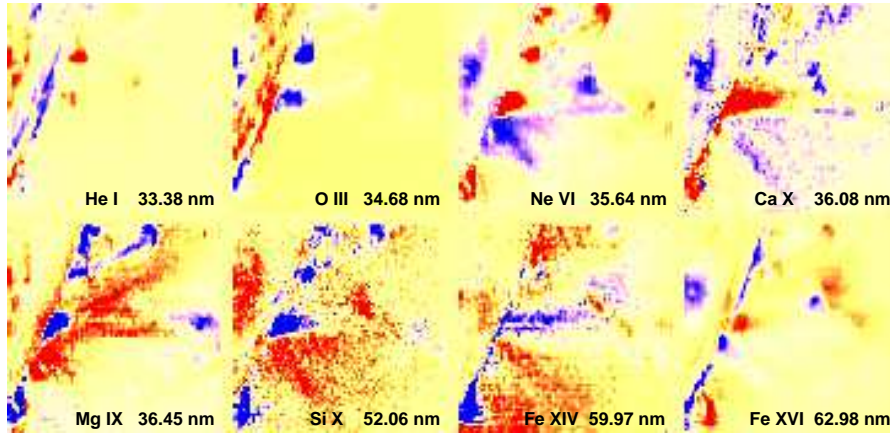 He I 33.38 nm
O III 34.68 nm
Ne VI 35.64 nm
Ca X 36.08 nm
Mg IX 36.45 nm
Si X 52.06 nm
Fe XIV 59.97 nm
Fe XVI 62.98 nm